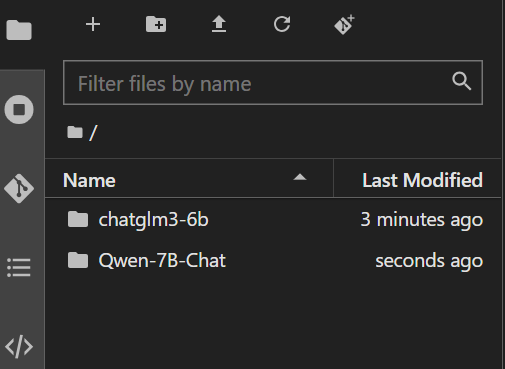 Filter files by name
/
Name Last Modified
chatglm3-6b 3 minutes ago
Qwen-7B-Chat seconds ago